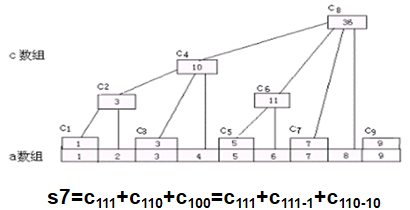 C8
36
C4
c 数组
10
C2
C6
3
11
C1 C3 C5 C7 C9
1 3 5 7 9
a数组 1 2 3 4 5 6 7 8 9
s7=c111+c110+c100=c111+c111-1+c110-10